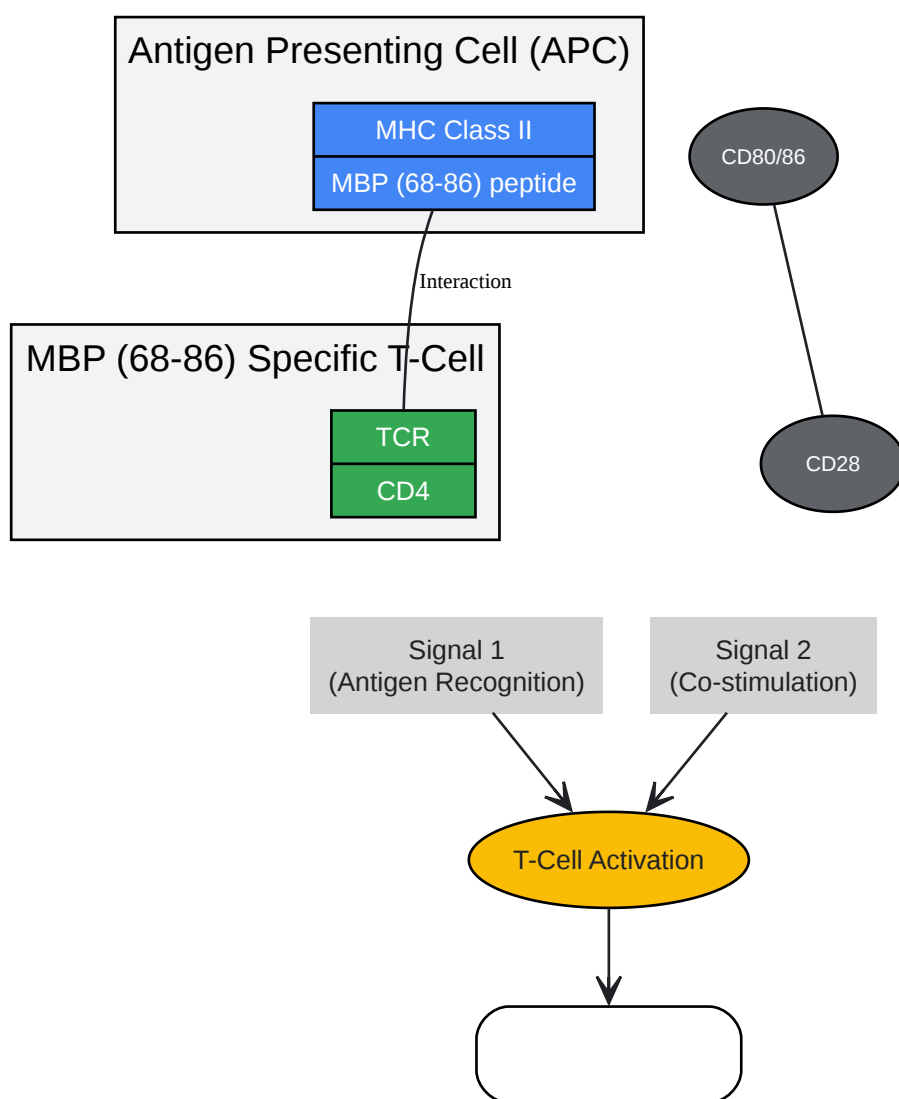 Antigen Presenting Cell (APC)
MHC Class II
MBP (68-86) peptide
CD80/86
Interaction
MBP (68-86) Specific T-Cell
TCR
CD4
CD28
Signal 1
(Antigen Recognition)
Signal 2
(Co-stimulation)
T-Cell Activation